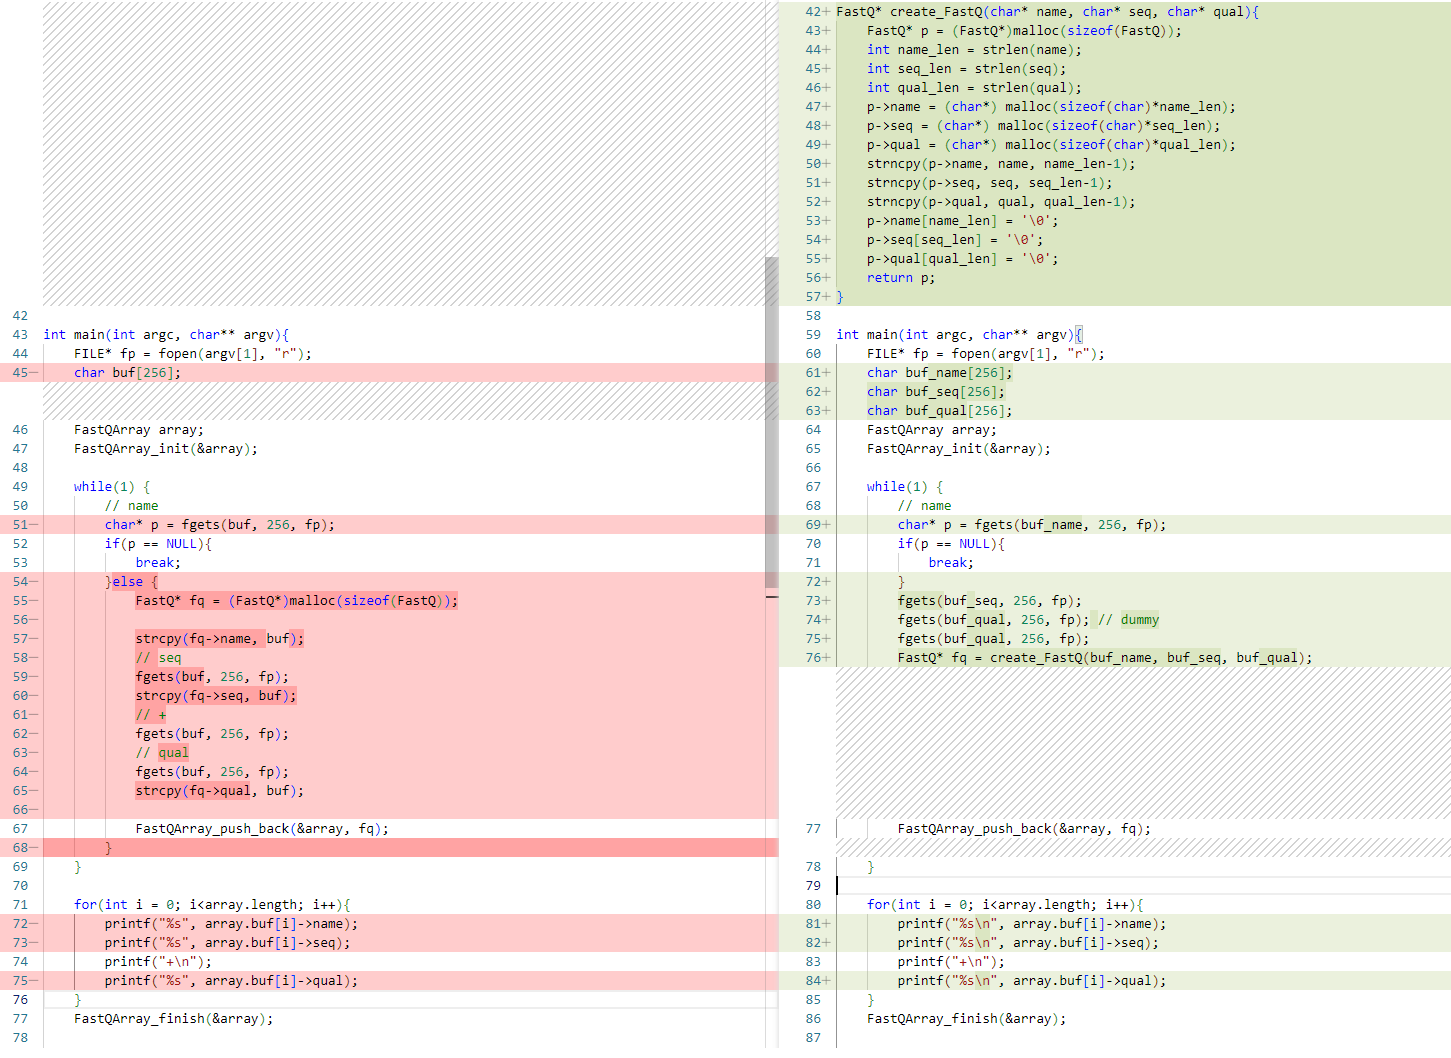 42
43 int main(int argc, char** argv){
44 FILE* fp = fopen(argv[1], "r");
45— char buf[256];
46 FastQArray array;
47 FastQArray_init(&array);
48
49 while(1) {
50 // name
51— char* p = fgets(buf, 256, fp);
52 if(p == NULL){
53 break;
54— }else {
55— FastQ* fq = (FastQ*)malloc(sizeof(FastQ));
56—
57— strcpy(fq->name, buf);
58— // seq
59— fgets(buf, 256, fp);
60— strcpy(fq->seq, buf);
61— // +
62— fgets(buf, 256, fp);
63— // qual
64— fgets(buf, 256, fp);
65— strcpy(fq->qual, buf);
66—
67 FastQArray_push_back(&array, fq);
68— }
69 }
70
71 for(int i = 0; i<array.length; i++){
72— printf("%s", array.buf[i]->name);
73— printf("%s", array.buf[i]->seq);
74 printf("+\n");
75— printf("%s", array.buf[i]->qual);
76 }
77 FastQArray_finish(&array);
78
42+ FastQ* create_FastQ(char* name, char* seq, char* qual){
43+ FastQ* p = (FastQ*)malloc(sizeof(FastQ));
44+ int name_len = strlen(name);
45+ int seq_len = strlen(seq);
46+ int qual_len = strlen(qual);
47+ p->name = (char*) malloc(sizeof(char)*name_len);
48+ p->seq = (char*) malloc(sizeof(char)*seq_len);
49+ p->qual = (char*) malloc(sizeof(char)*qual_len);
50+ strncpy(p->name, name, name_len-1);
51+ strncpy(p->seq, seq, seq_len-1);
52+ strncpy(p->qual, qual, qual_len-1);
53+ p->name[name_len] = '\0';
54+ p->seq[seq_len] = '\0';
55+ p->qual[qual_len] = '\0';
56+ return p;
57+ }
58
59 int main(int argc, char** argv){
60 FILE* fp = fopen(argv[1], "r");
61+ char buf_name[256];
62+ char buf_seq[256];
63+ char buf_qual[256];
64 FastQArray array;
65 FastQArray_init(&array);
66
67 while(1) {
68 // name
69+ char* p = fgets(buf_name, 256, fp);
70 if(p == NULL){
71 break;
72+ }
73+ fgets(buf_seq, 256, fp);
74+ fgets(buf_qual, 256, fp); // dummy
75+ fgets(buf_qual, 256, fp);
76+ FastQ* fq = create_FastQ(buf_name, buf_seq, buf_qual);
77 FastQArray_push_back(&array, fq);
78 }
79
80 for(int i = 0; i<array.length; i++){
81+ printf("%s\n", array.buf[i]->name);
82+ printf("%s\n", array.buf[i]->seq);
83 printf("+\n");
84+ printf("%s\n", array.buf[i]->qual);
85 }
86 FastQArray_finish(&array);
87